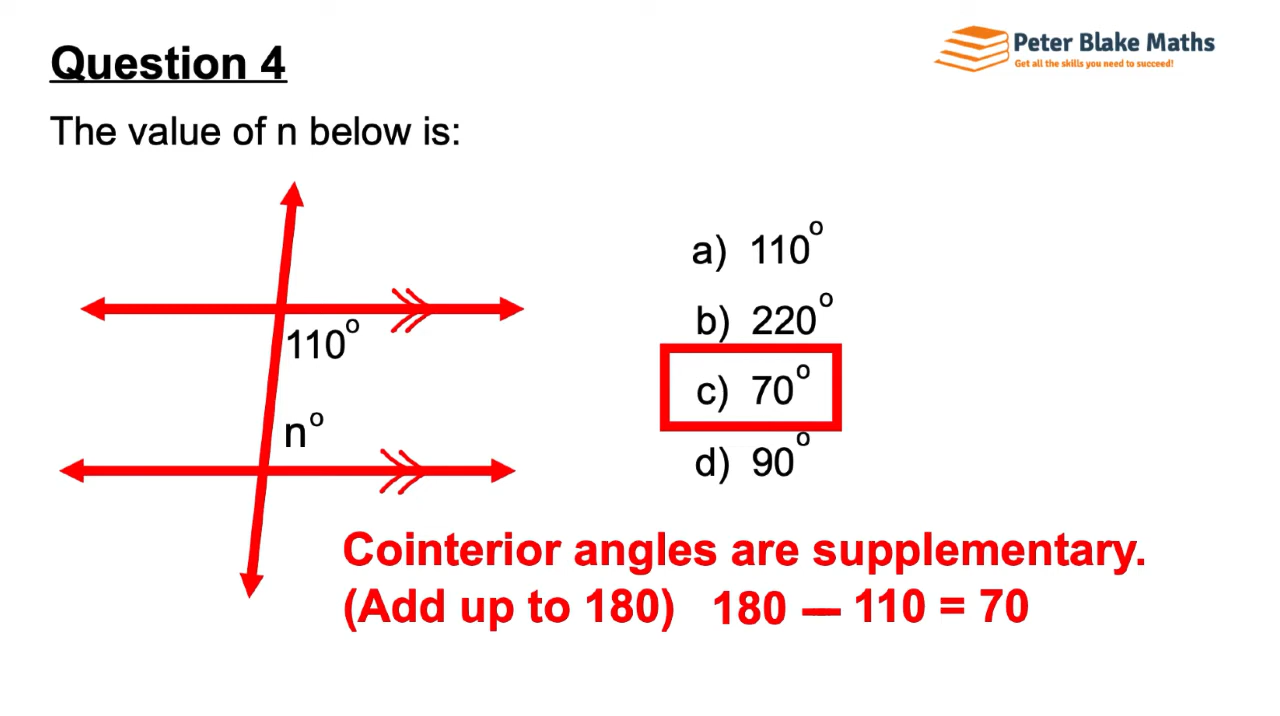 Question 4
Peter Blake Maths
Get all the skills you need to succeed!
The value of n below is:
110°
n°
a) 110°
b) 220°
c) 70°
d) 90°
Cointerior angles are supplementary.
(Add up to 180) 180 — 110 = 70